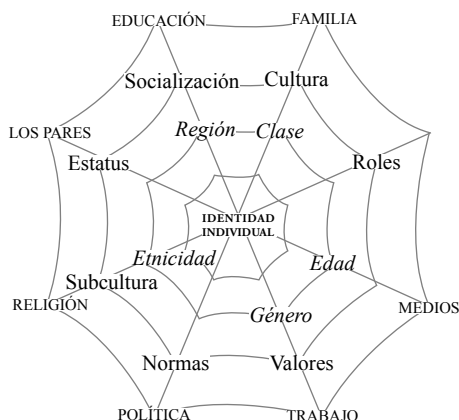 EDUCACIÓN
FAMILIA
Socialización
Cultura
LOS PARES
Región
Clase
Estatus
Roles
IDENTIDAD
INDIVIDUAL
Etnicidad
Edad
Subcultura
RELIGIÓN
MEDIOS
Género
Normas
Valores
POLÍTICA
TRABAJO